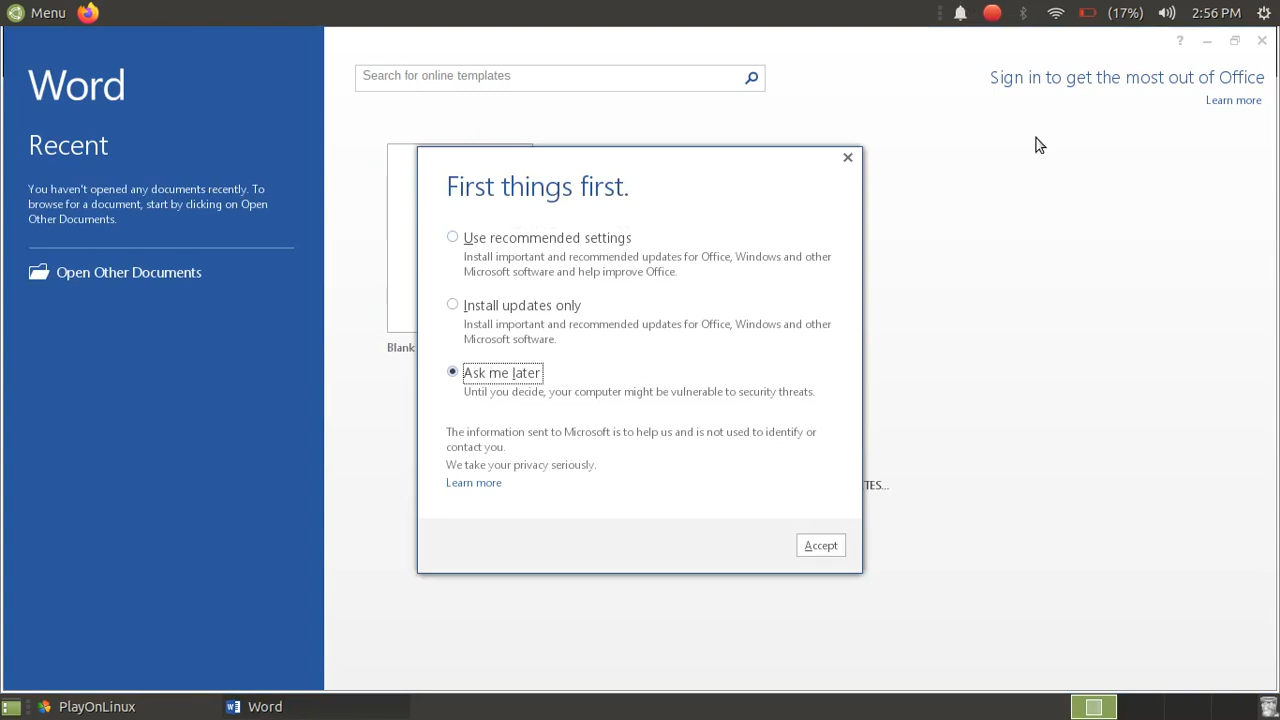 Menu (17%) 2:56 PM
?
Word
Search for online templates
Sign in to get the most out of Office
Learn more
Recent
You haven't opened any documents recently. To
browse for a document, start by clicking on Open
Other Documents.
Open Other Documents
First things first.
Use recommended settings
Install important and recommended updates for Office, Windows and other
Microsoft software and help improve Office.
Install updates only
Install important and recommended updates for Office, Windows and other
Microsoft software.
Blank
Ask me later
Until you decide, your computer might be vulnerable to security threats.
The information sent to Microsoft is to help us and is not used to identify or
contact you.
We take your privacy seriously.
Learn more
TES...
Accept
PlayOnLinux Word